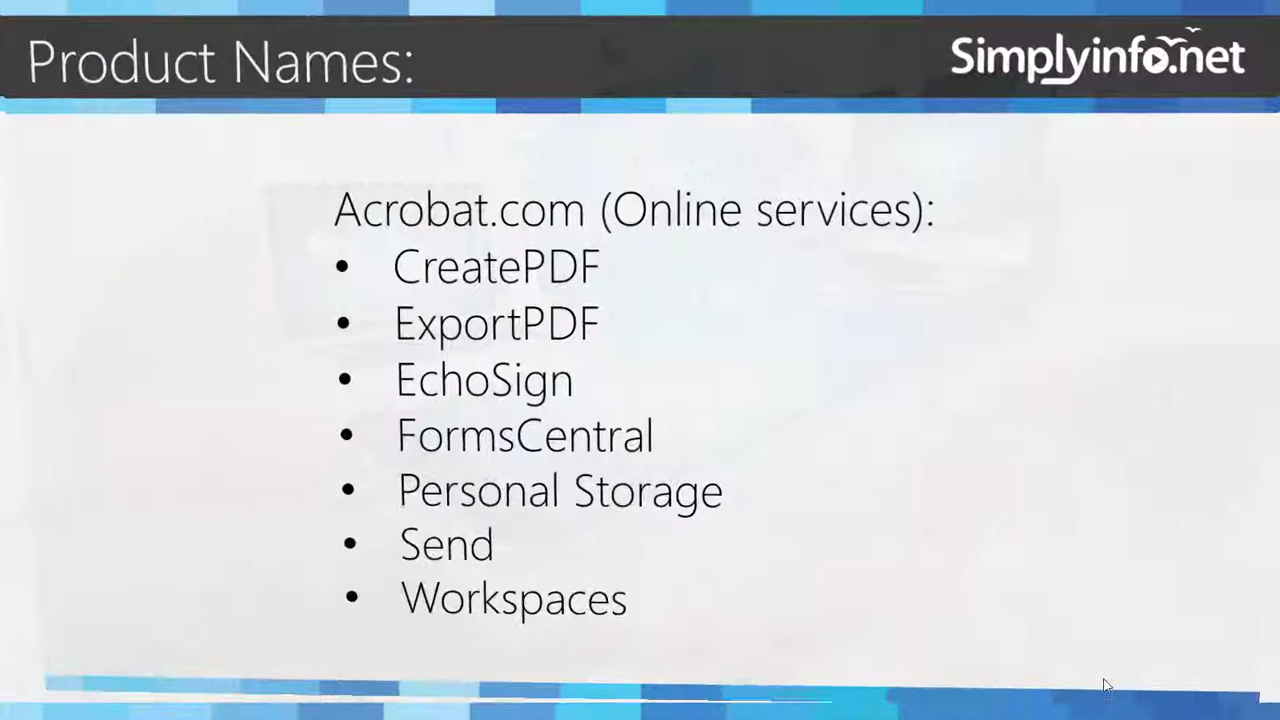 Product Names:
Simplyinfo.net
Acrobat.com (Online services):
• CreatePDF
• ExportPDF
• EchoSign
• FormsCentral
• Personal Storage
• Send
• Workspaces